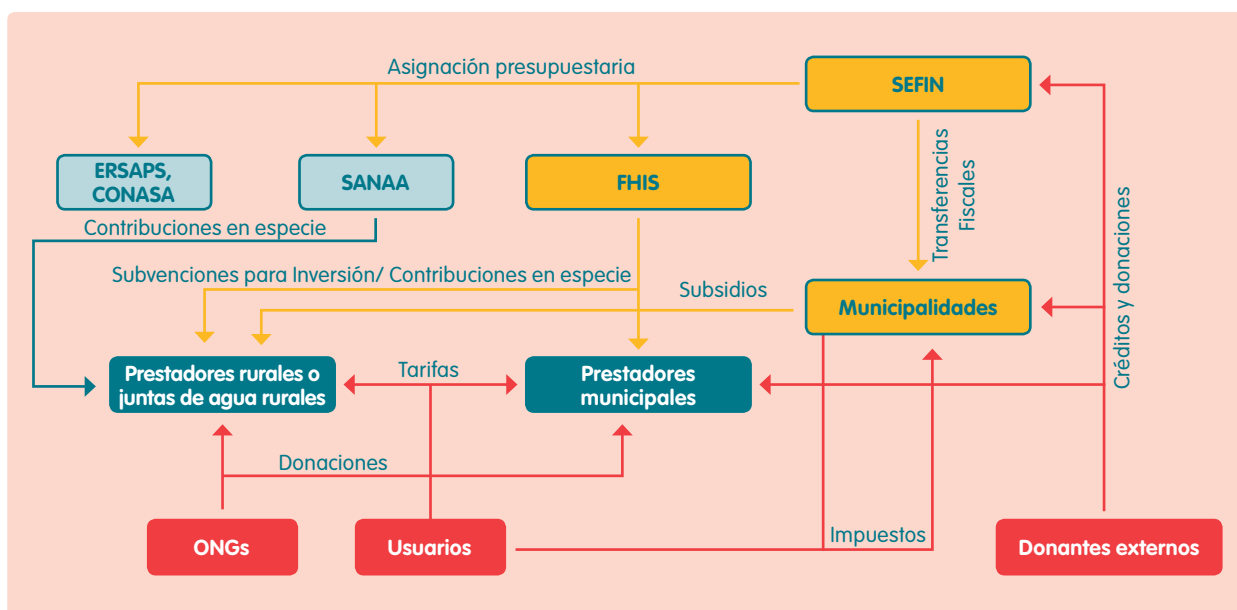 Asignación presupuestaria
SEFIN
ERSAPS,
CONASA
SANAA
FHIS
Transferencias
Fiscales
Contribuciones en especie
Subvenciones para Inversión/ Contribuciones en especie
Subsidios
Municipalidades
Créditos y donaciones
Prestadores rurales o
juntas de agua rurales
Tarifas
Prestadores
municipales
Donaciones
ONGs
Usuarios
Impuestos
Donantes externos